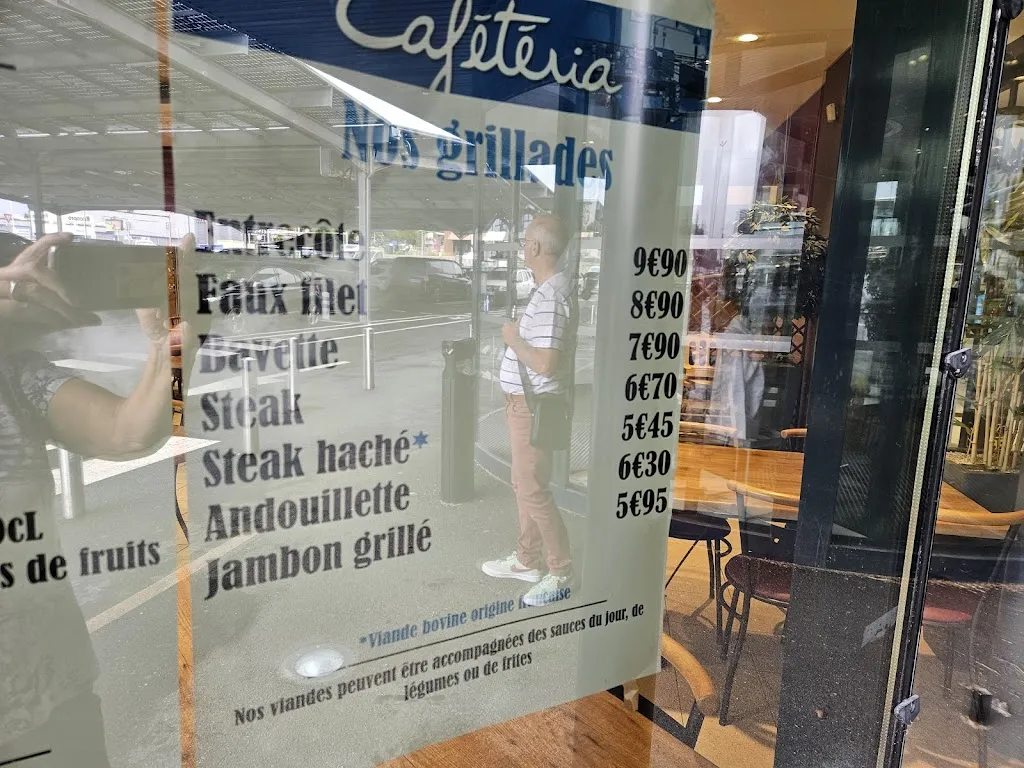 Cafétéria
Nos grillades
Entrecôte 9€90
Faux filet 8€90
Bavette 7€90
Steak 6€70
Steak haché* 5€45
Andouillette 6€30
Jambon grillé 5€95
*Viande bovine origine française
Nos viandes peuvent être accompagnées des sauces du jour, de
légumes ou de frites
cL
s de fruits